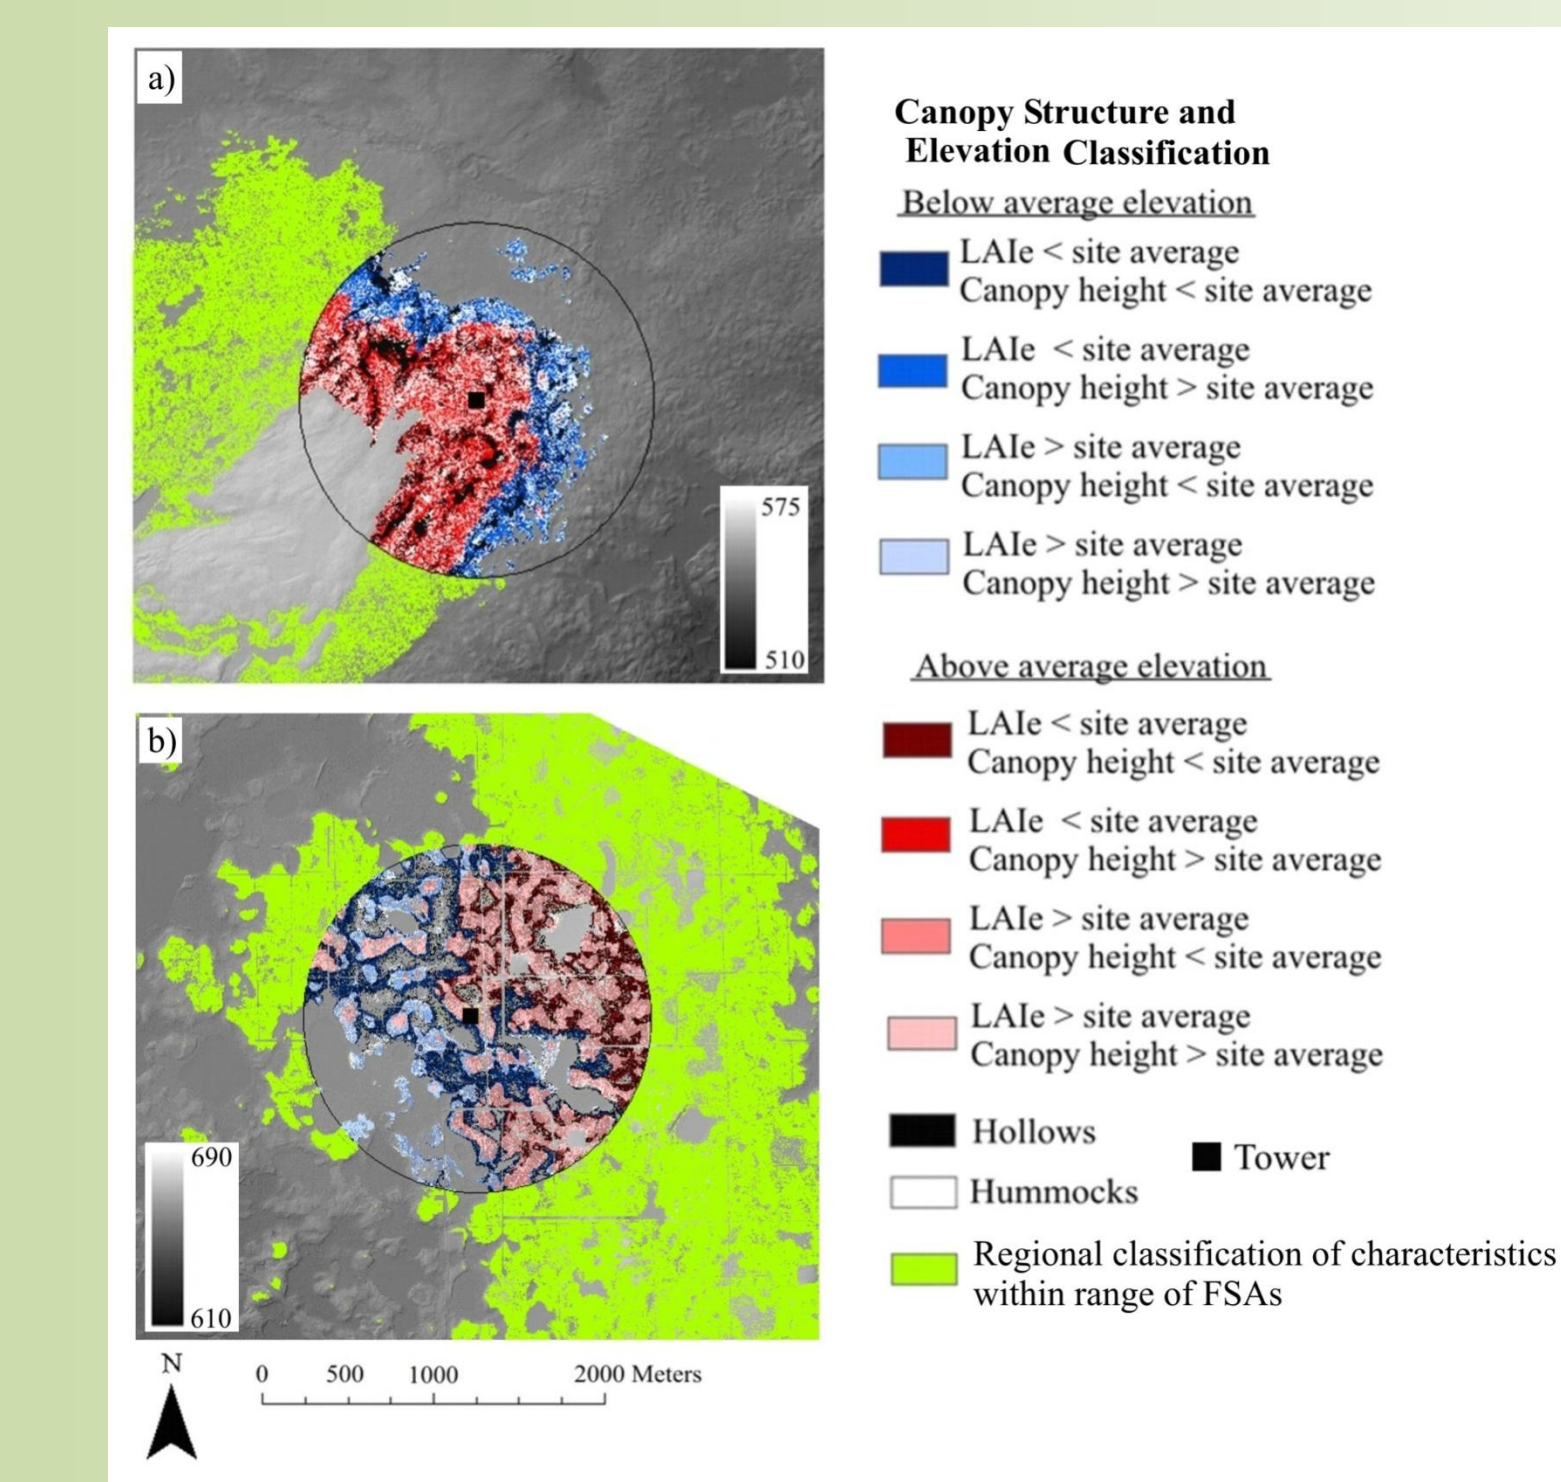 a)
575
510
b)
690
610
N
0 500 1000 2000 Meters
Canopy Structure and
Elevation Classification
Below average elevation
LAIe < site average
Canopy height < site average
LAIe < site average
Canopy height > site average
LAIe > site average
Canopy height < site average
LAIe > site average
Canopy height > site average
Above average elevation
LAIe < site average
Canopy height < site average
LAIe < site average
Canopy height > site average
LAIe > site average
Canopy height < site average
LAIe > site average
Canopy height > site average
Hollows
Tower
Hummocks
Regional classification of characteristics
within range of FSAs